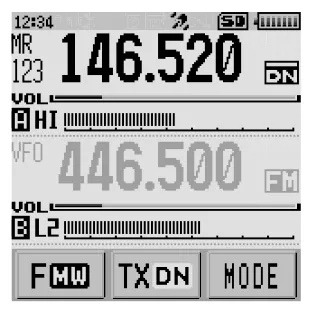 12:34 SD
MR
123 146.520 DN
VOL
A HI
VFO 446.500 FM
VOL
B L2
F MW TX DN MODE